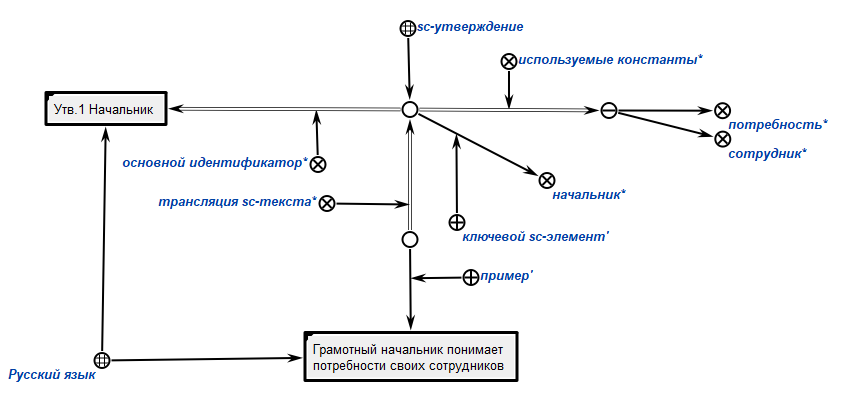 sc-утверждение
используемые константы*
Утв.1 Начальник
потребность*
сотрудник*
основной идентификатор*
начальник*
трансляция sc-текста*
ключевой sc-элемент'
пример'
Грамотный начальник понимает
потребности своих сотрудников
Русский язык